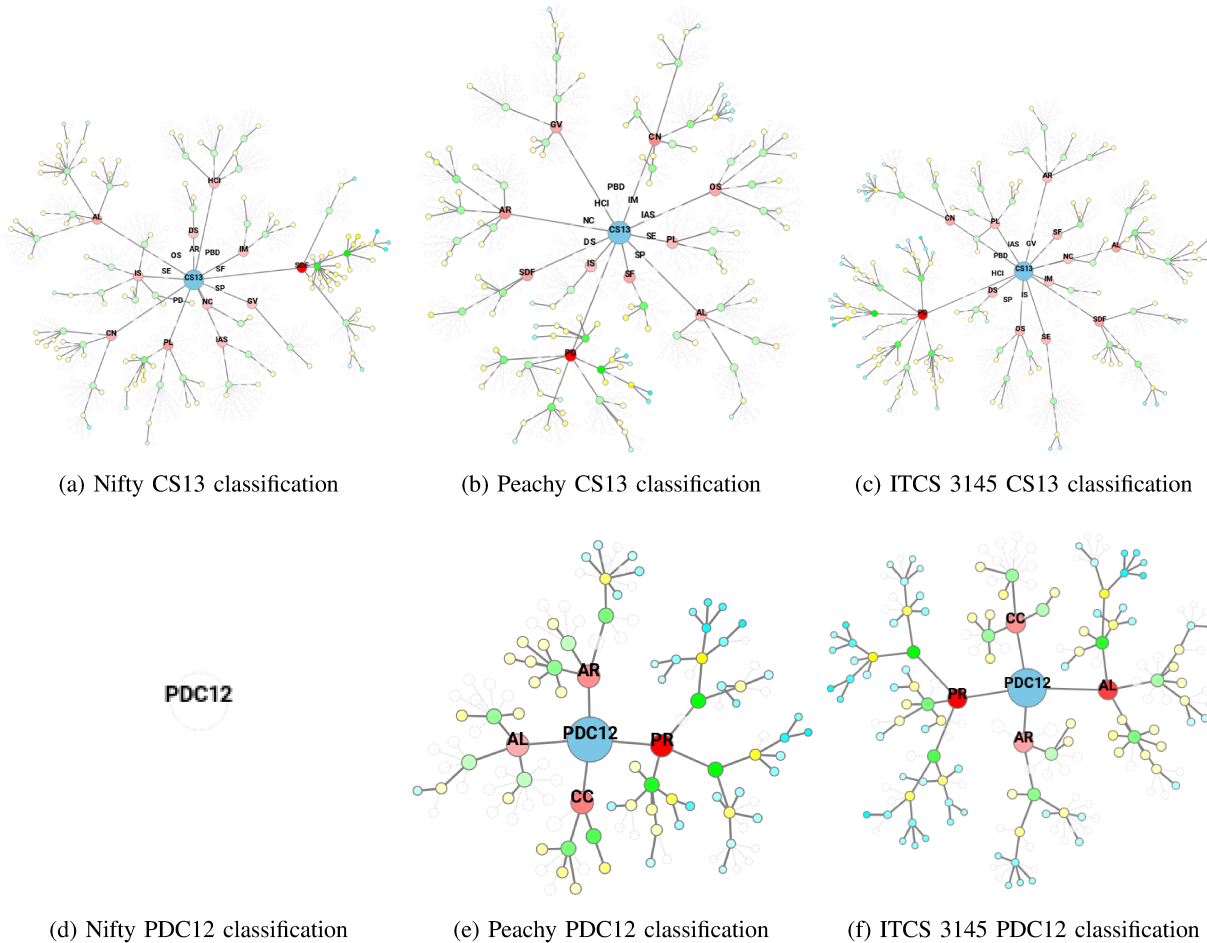 HCI
AL
DS
AR
PBD
OS
IM
SE
SF
SDF
IS
CS13
SP
PD
NC
GV
CN
PL
IAS
(a) Nifty CS13 classification
GV
CN
PBD
OS
HCI
IM
AR
NC
IAS
CS13
DS
SE
PL
IS
SP
SDF
SF
AL
PD
(b) Peachy CS13 classification
AR
CN
PL
SF
IAS
GV
AL
PBD
NC
HCI
CS13
IM
DS
SP
IS
PD
SDF
OS
SE
(c) ITCS 3145 CS13 classification
PDC12
(d) Nifty PDC12 classification
AR
AL
PDC12
PR
CC
(e) Peachy PDC12 classification
CC
PR
PDC12
AL
AR
(f) ITCS 3145 PDC12 classification